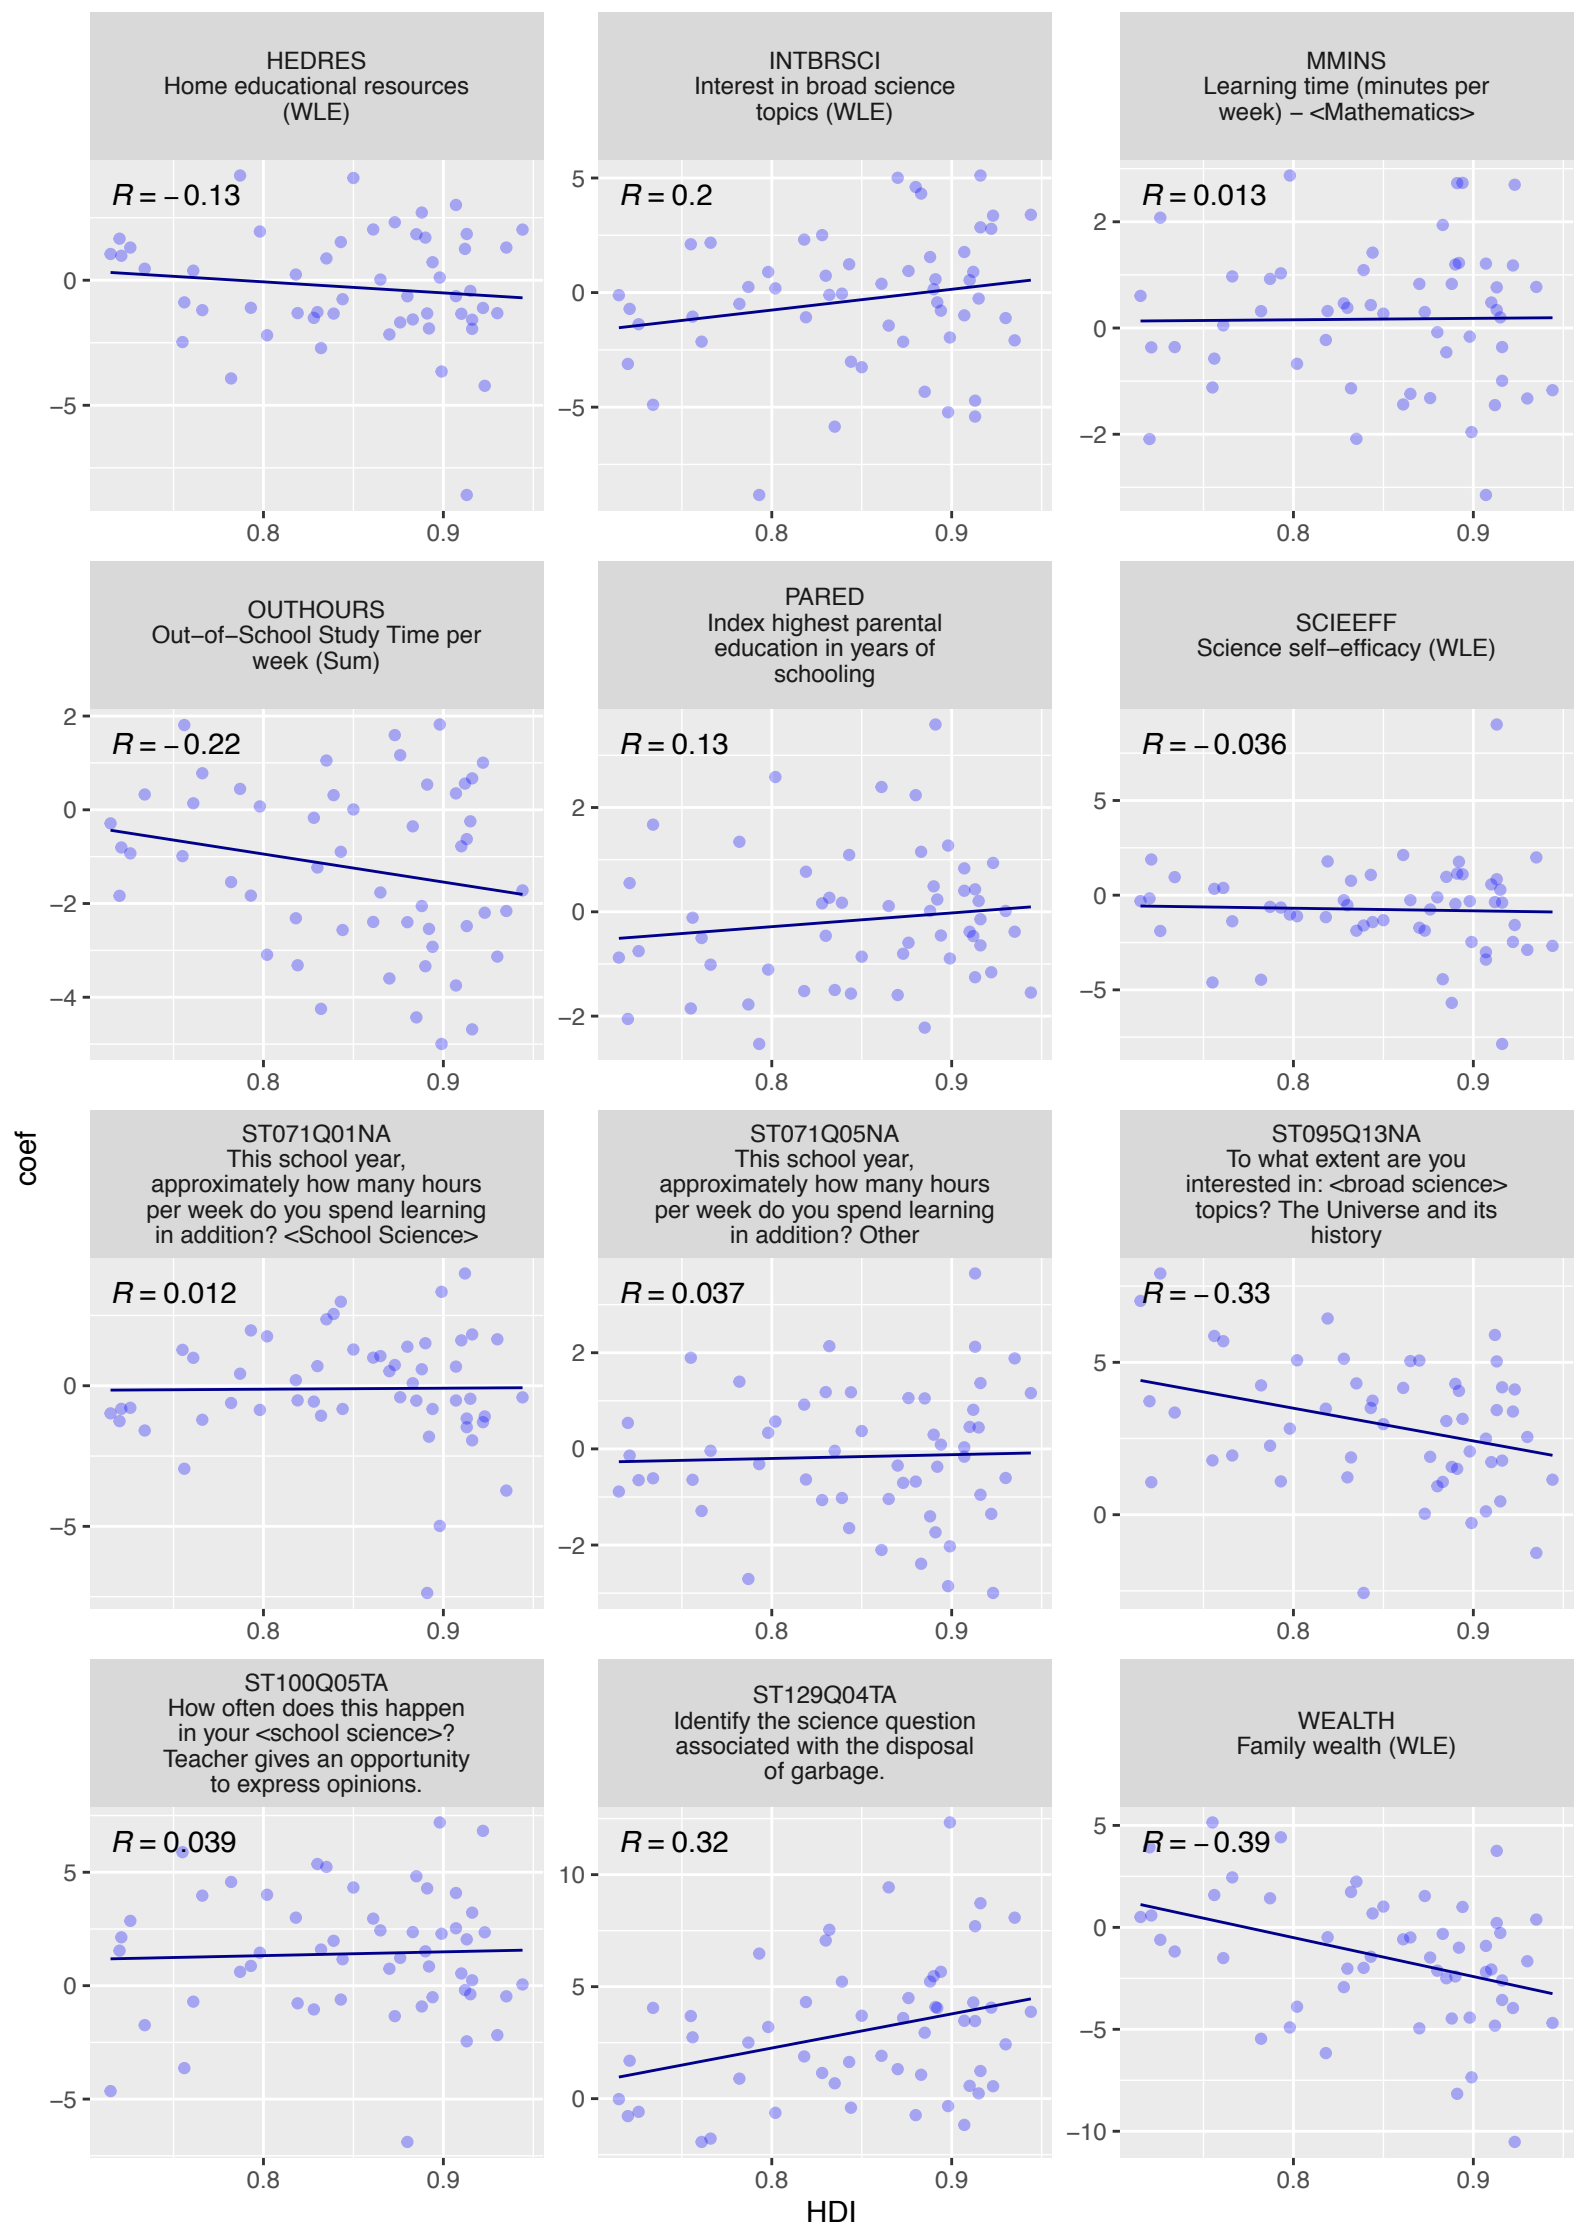 HEDRES
Home educational resources
(WLE)
INTBRSCI
Interest in broad science
topics (WLE)
MMINS
Learning time (minutes per
week) − <Mathematics>
R = −0.13
0
−5
0.8 0.9
R = 0.2
5
0
−5
0.8 0.9
R = 0.013
2
0
−2
0.8 0.9
OUTHOURS
Out−of−School Study Time per
week (Sum)
PARED
Index highest parental
education in years of
schooling
SCIEEFF
Science self−efficacy (WLE)
R = −0.22
2
0
−2
−4
0.8 0.9
R = 0.13
2
0
−2
0.8 0.9
R = −0.036
5
0
−5
0.8 0.9
coef
ST071Q01NA
This school year,
approximately how many hours
per week do you spend learning
in addition? <School Science>
ST071Q05NA
This school year,
approximately how many hours
per week do you spend learning
in addition? Other
ST095Q13NA
To what extent are you
interested in: <broad science>
topics? The Universe and its
history
R = 0.012
0
−5
0.8 0.9
R = 0.037
2
0
−2
0.8 0.9
R = −0.33
5
0
0.8 0.9
ST100Q05TA
How often does this happen
in your <school science>?
Teacher gives an opportunity
to express opinions.
ST129Q04TA
Identify the science question
associated with the disposal
of garbage.
WEALTH
Family wealth (WLE)
R = 0.039
5
0
−5
0.8 0.9
R = 0.32
10
5
0
0.8 0.9
R = −0.39
5
0
−5
−10
0.8 0.9
HDI